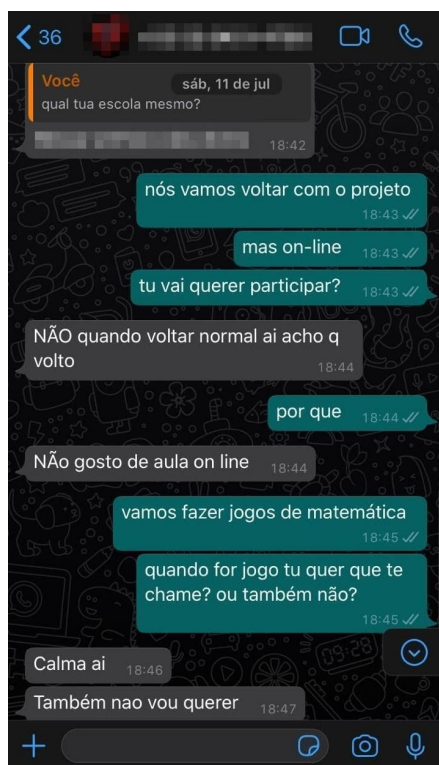 36
Você
sáb, 11 de jul
qual tua escola mesmo?
18:42
nós vamos voltar com o projeto
18:43
mas on-line 18:43
tu vai querer participar? 18:43
NÃO quando voltar normal ai acho q
volto
18:44
por que 18:44
NÃo gosto de aula on line 18:44
vamos fazer jogos de matemática
18:45
quando for jogo tu quer que te
chame? ou também não?
18:45
Calma ai 18:46
Também nao vou querer 18:47